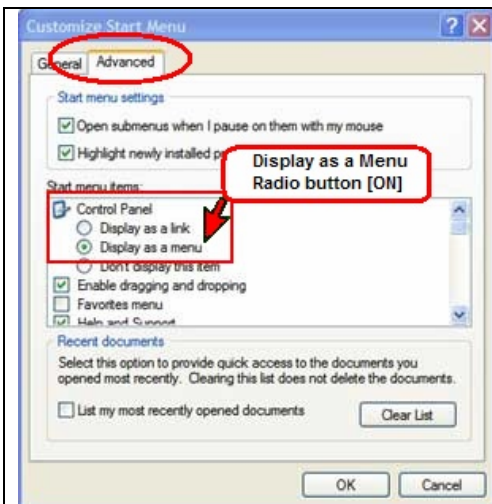 Customize Start Menu
General Advanced
Start menu settings
Open submenus when I pause on them with my mouse
Highlight newly installed
Display as a Menu
Radio button [ON]
Start menu items:
Control Panel
Display as a link
Display as a menu
Don't display this item
Enable dragging and dropping
Favorites menu
Help and Support
Recent documents
Select this option to provide quick access to the documents you
opened most recently. Clearing this list does not delete the documents.
List my most recently opened documents
Clear List
OK Cancel